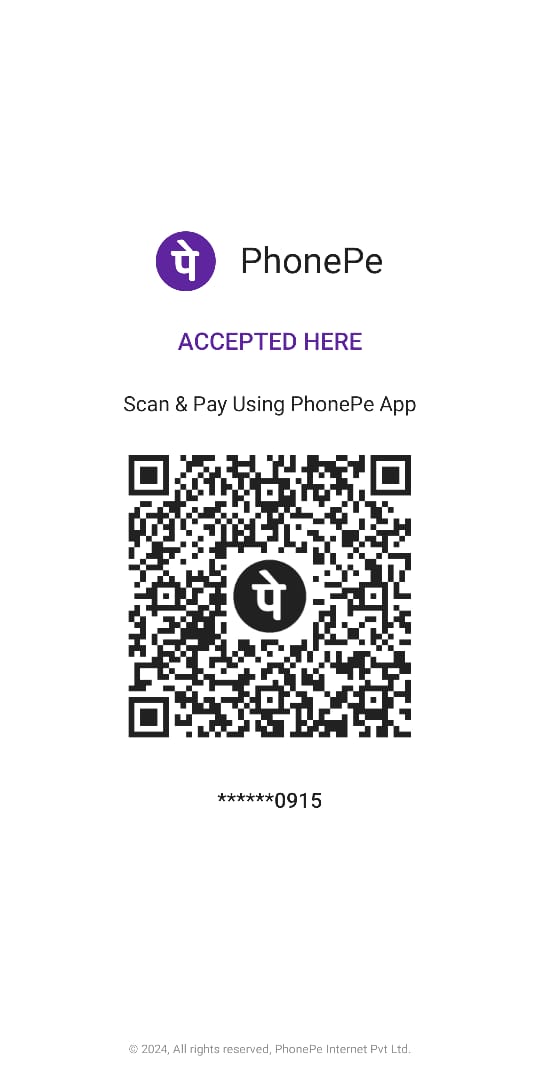 पे PhonePe
ACCEPTED HERE
Scan & Pay Using PhonePe App
पे
******0915
© 2024, All rights reserved, PhonePe Internet Pvt Ltd.